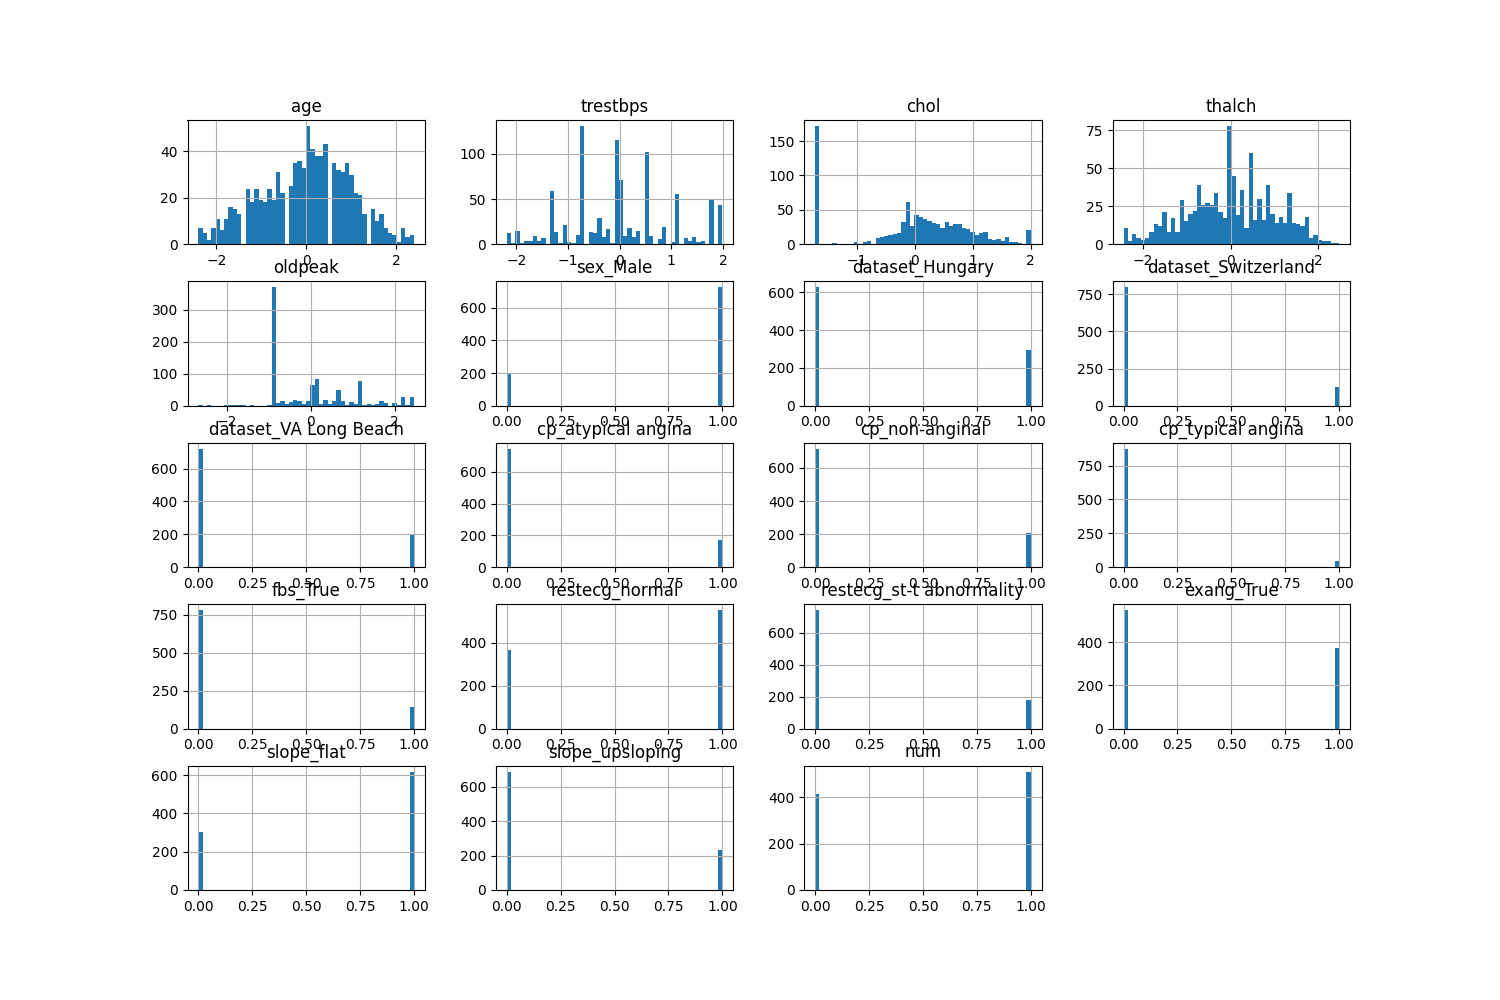 age trestbps chol thalch
40 100 150 75
20 50 100 50
0 0 50 25
0 0
−2 0 2 −2 −1 0 1 2 −1 0 1 2 −2 0 2
oldpeak sex_Male dataset_Hungary dataset_Switzerland
300 600 600 750
200 400 400 500
100 200 200 250
0 0 0 0
−2 0 2 0.00 0.25 0.50 0.75 1.00 0.00 0.25 0.50 0.75 1.00 0.00 0.25 0.50 0.75 1.00
dataset_VA Long Beach cp_atypical angina cp_non-anginal cp_typical angina
600 600 600 750
400 400 400 500
200 200 200 250
0 0 0 0
0.00 0.25 0.50 0.75 1.00 0.00 0.25 0.50 0.75 1.00 0.00 0.25 0.50 0.75 1.00 0.00 0.25 0.50 0.75 1.00
fbs_True restecg_normal restecg_st-t abnormality exang_True
750 400 600 400
500 200 400 200
250 0 200 0
0 0
0.00 0.25 0.50 0.75 1.00 0.00 0.25 0.50 0.75 1.00 0.00 0.25 0.50 0.75 1.00 0.00 0.25 0.50 0.75 1.00
slope_flat slope_upsloping num
600 600 400
400 400 200
200 200 0
0 0
0.00 0.25 0.50 0.75 1.00 0.00 0.25 0.50 0.75 1.00 0.00 0.25 0.50 0.75 1.00